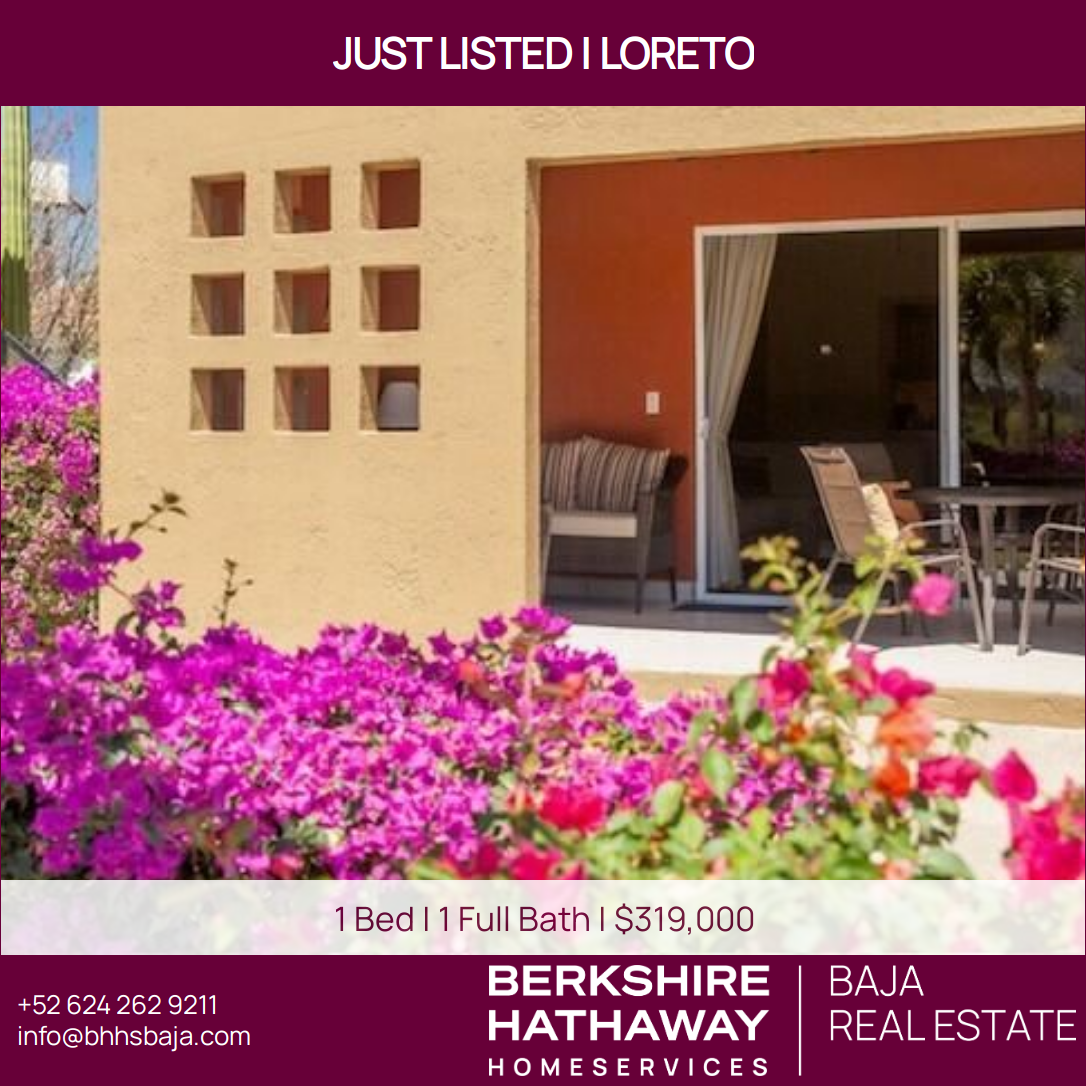 JUST LISTED | LORETO
1 Bed | 1 Full Bath | $319,000
+52 624 262 9211
info@bhhsbaja.com
BERKSHIRE
HATHAWAY
HOMESERVICES
BAJA
REAL ESTATE